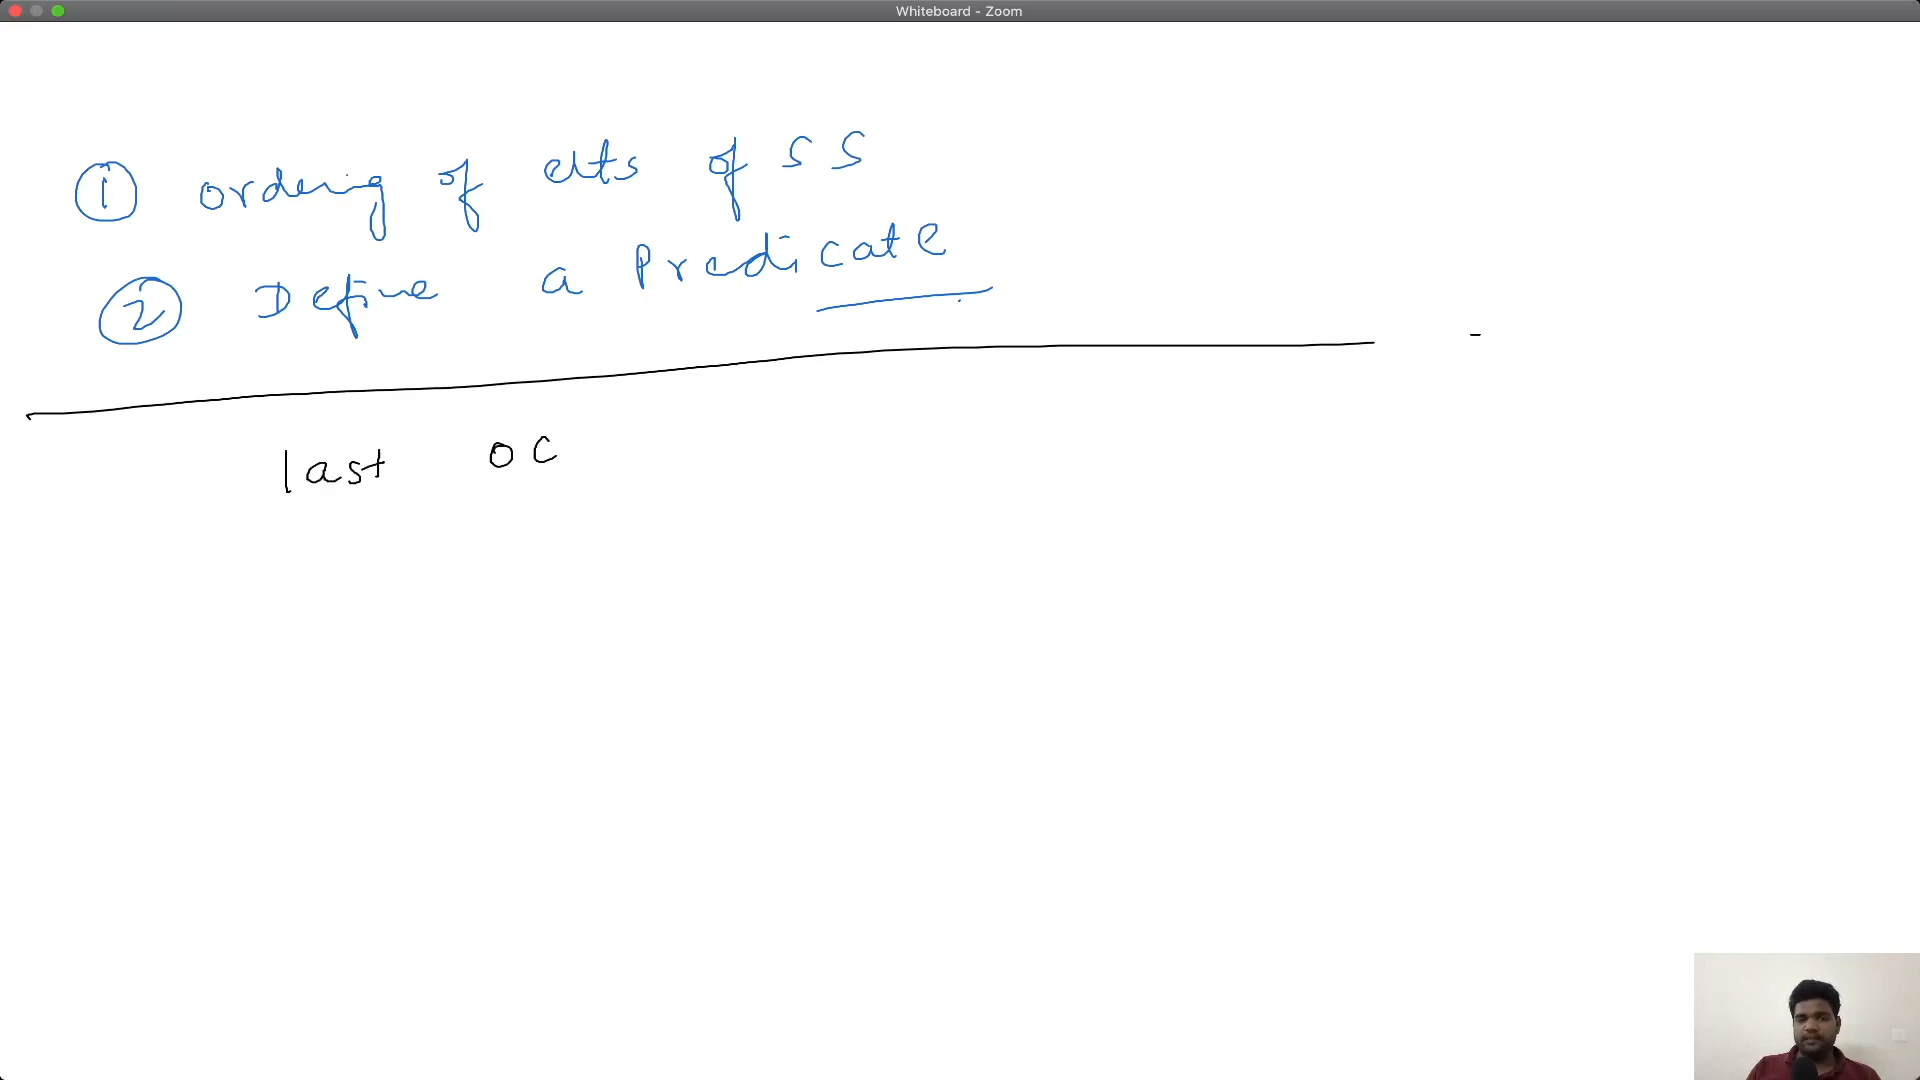 Whiteboard - Zoom
① ordering of elts of SS
② Define a Predicate
last oc